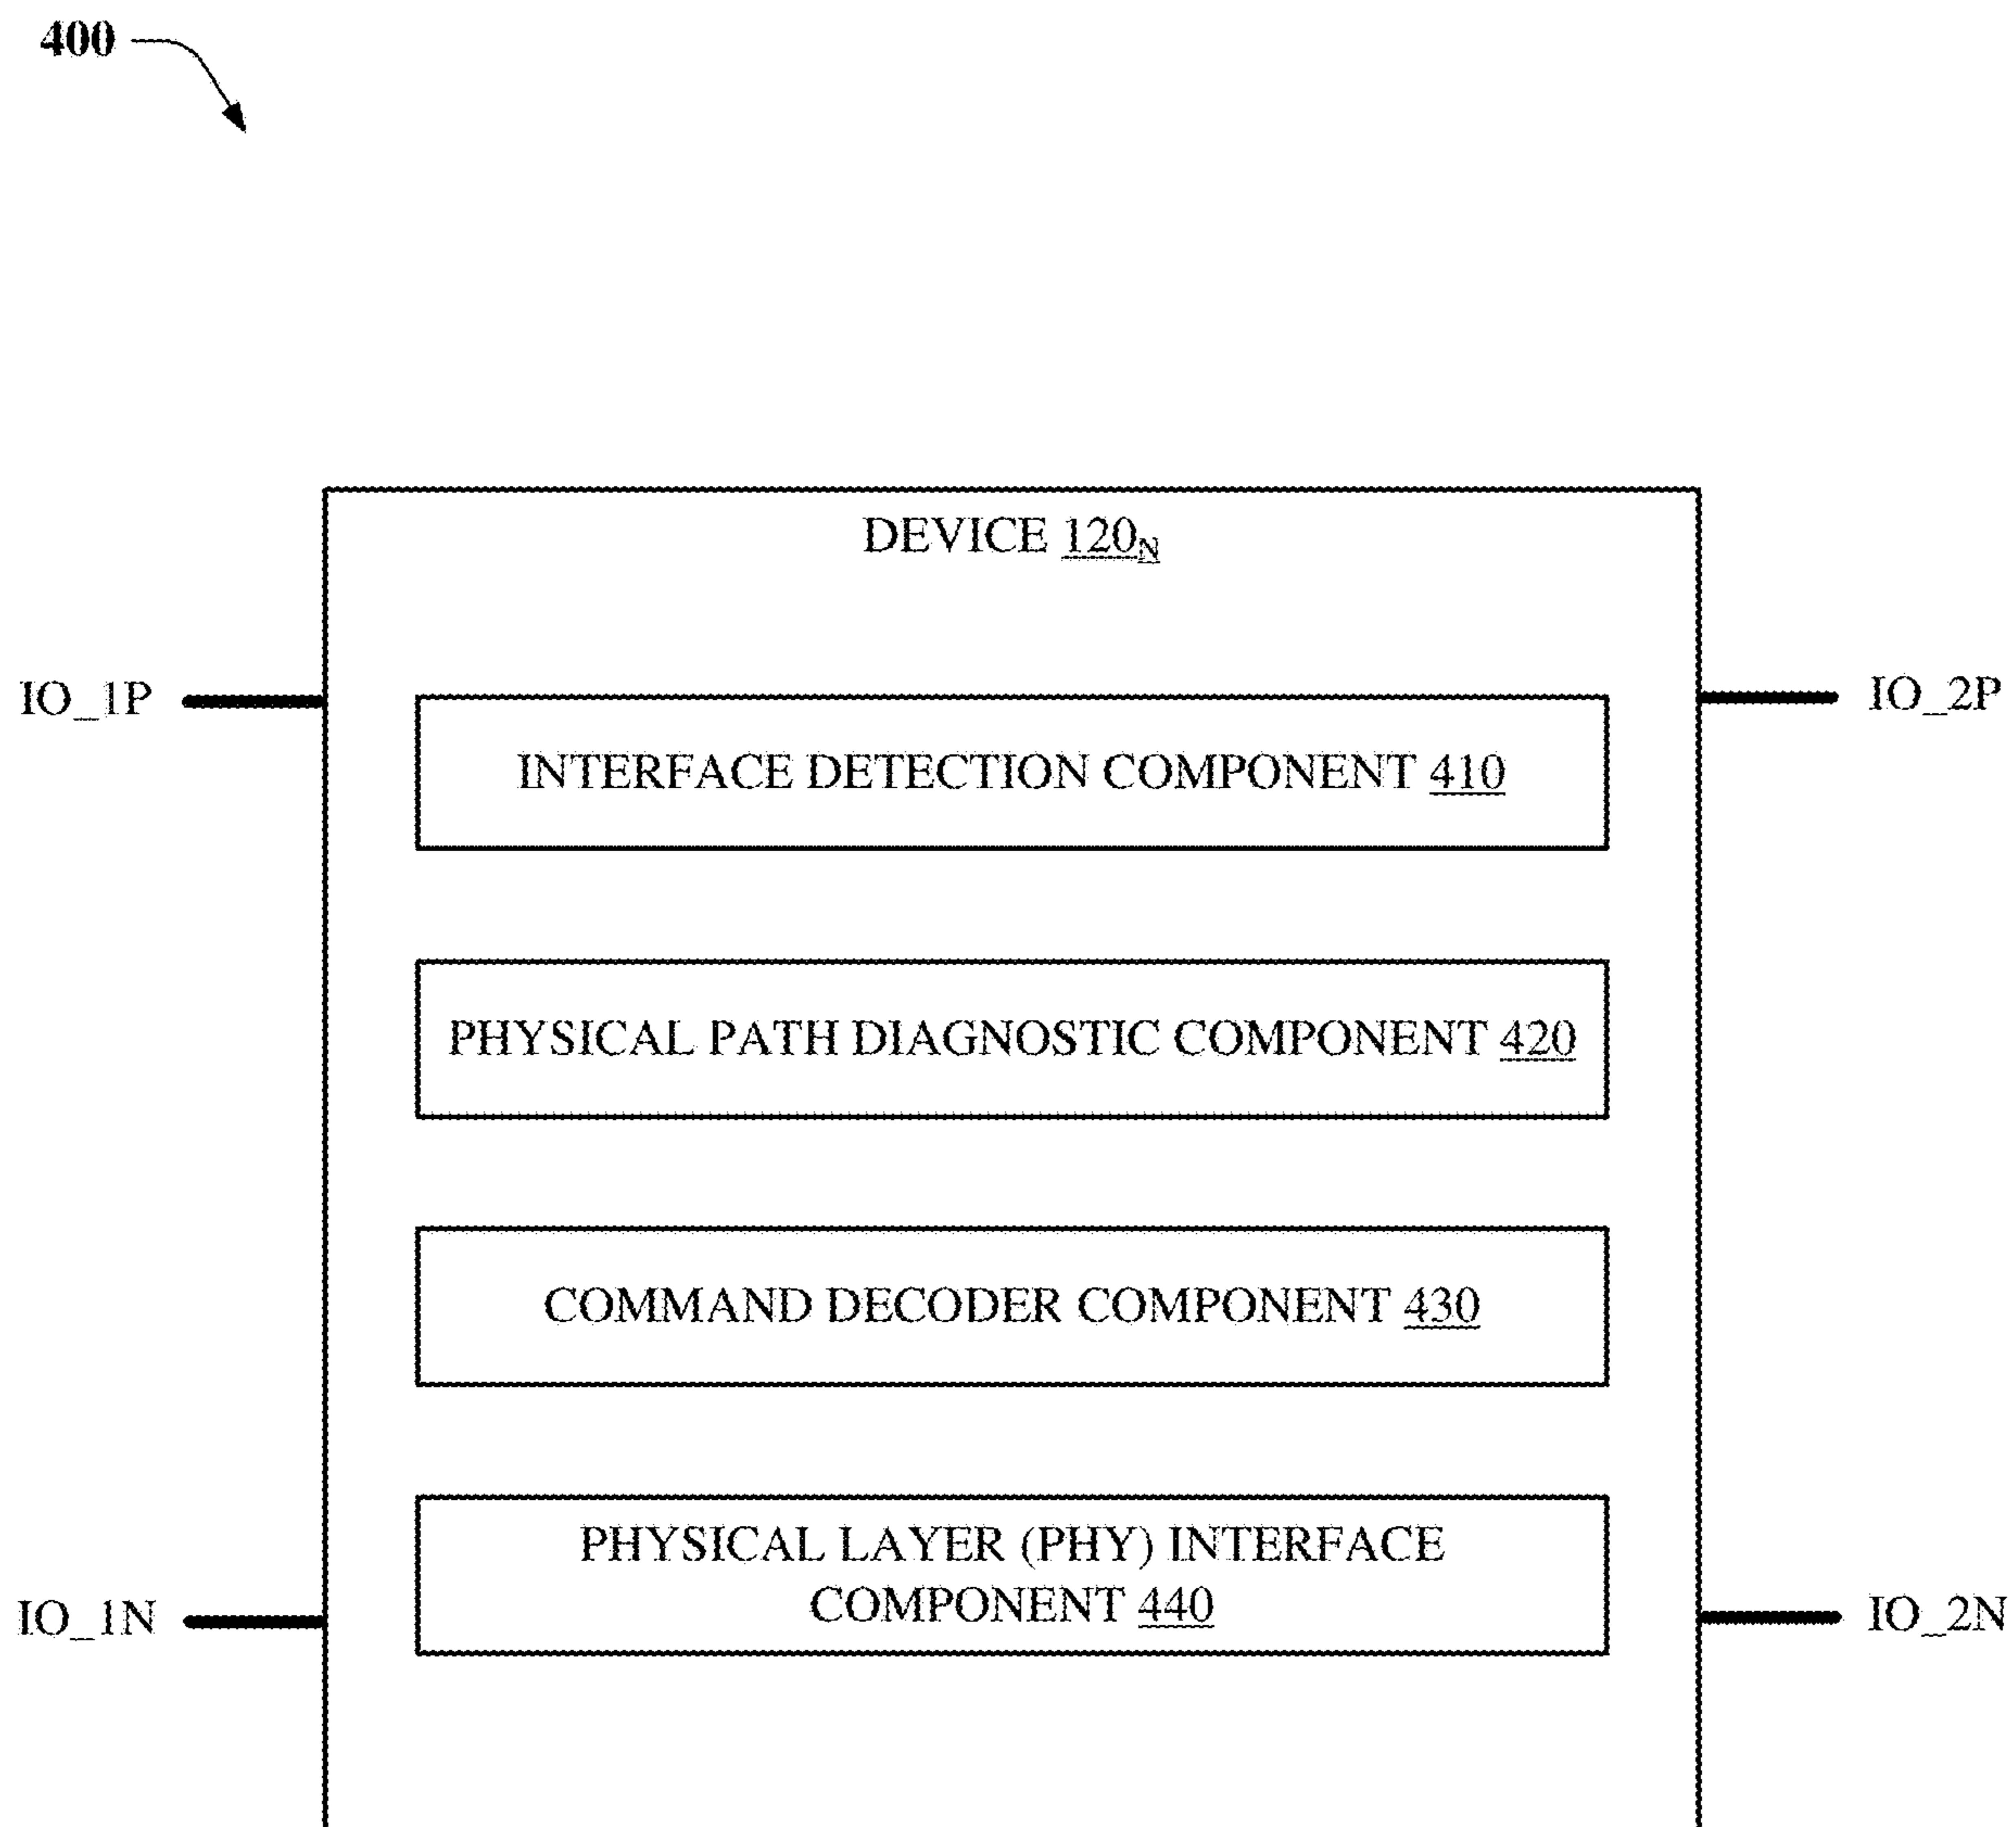 400
DEVICE 120N
IO_1P
IO_2P
INTERFACE DETECTION COMPONENT 410
PHYSICAL PATH DIAGNOSTIC COMPONENT 420
COMMAND DECODER COMPONENT 430
PHYSICAL LAYER (PHY) INTERFACE
COMPONENT 440
IO_1N
IO_2N